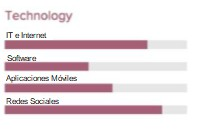 Technology
IT e Internet
Software
Aplicaciones Móviles
Redes Sociales